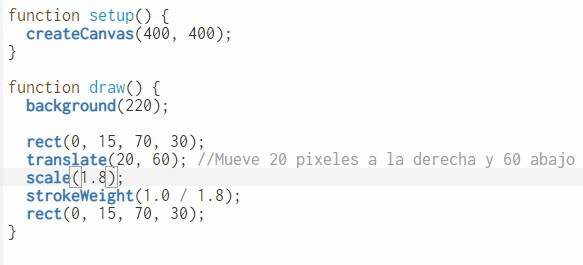 function setup() {
  createCanvas(400, 400);
}

function draw() {
  background(220);

  rect(0, 15, 70, 30);
  translate(20, 60); //Mueve 20 pixeles a la derecha y 60 abajo
  scale(1.8);
  strokeWeight(1.0 / 1.8);
  rect(0, 15, 70, 30);
}